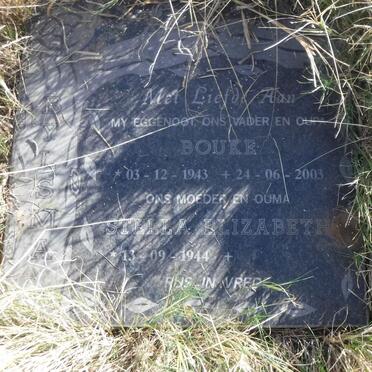 Met Liefde Aan
MY EGGENOOT, ONS VADER EN OUPA
BOUKE
* 03 - 12 - 1943 + 24 - 06 - 2003
ONS MOEDER EN OUMA
STELLA ELIZABETH
* 13 - 09 - 1944 +
RUS IN VREDE